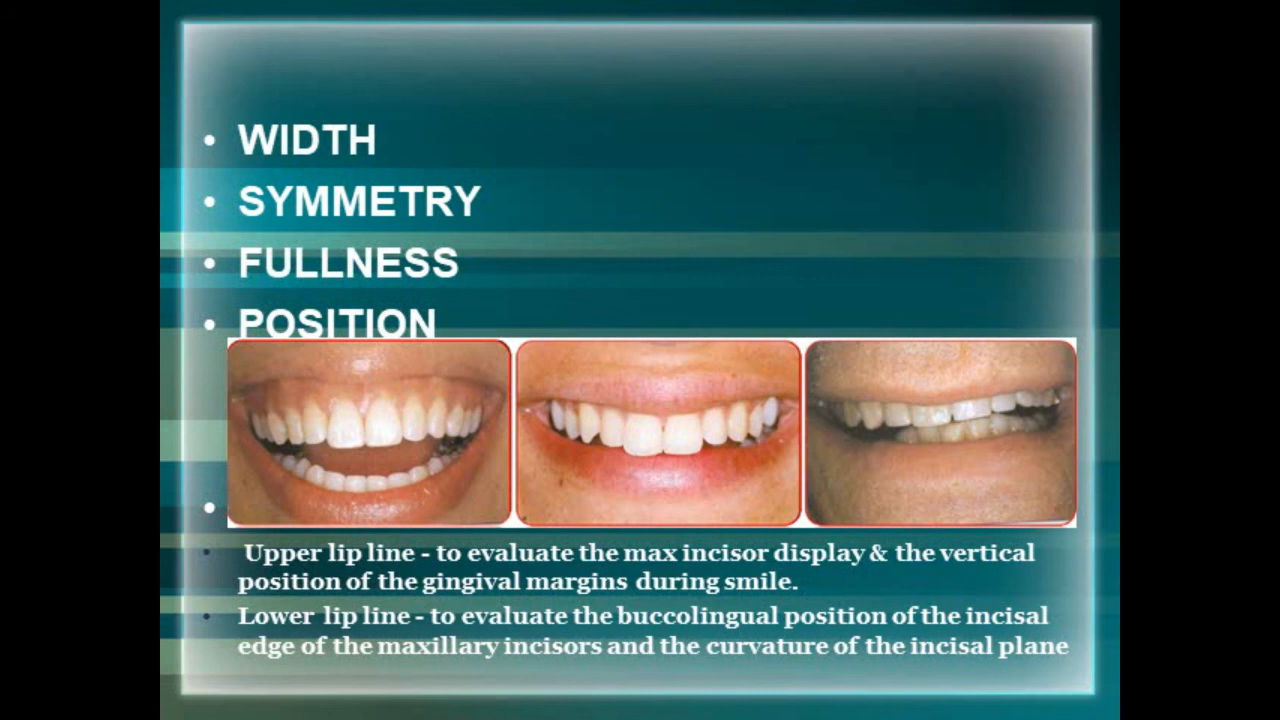 • WIDTH
• SYMMETRY
• FULLNESS
• POSITION
•
• Upper lip line - to evaluate the max incisor display & the vertical
position of the gingival margins during smile.
• Lower lip line - to evaluate the buccolingual position of the incisal
edge of the maxillary incisors and the curvature of the incisal plane